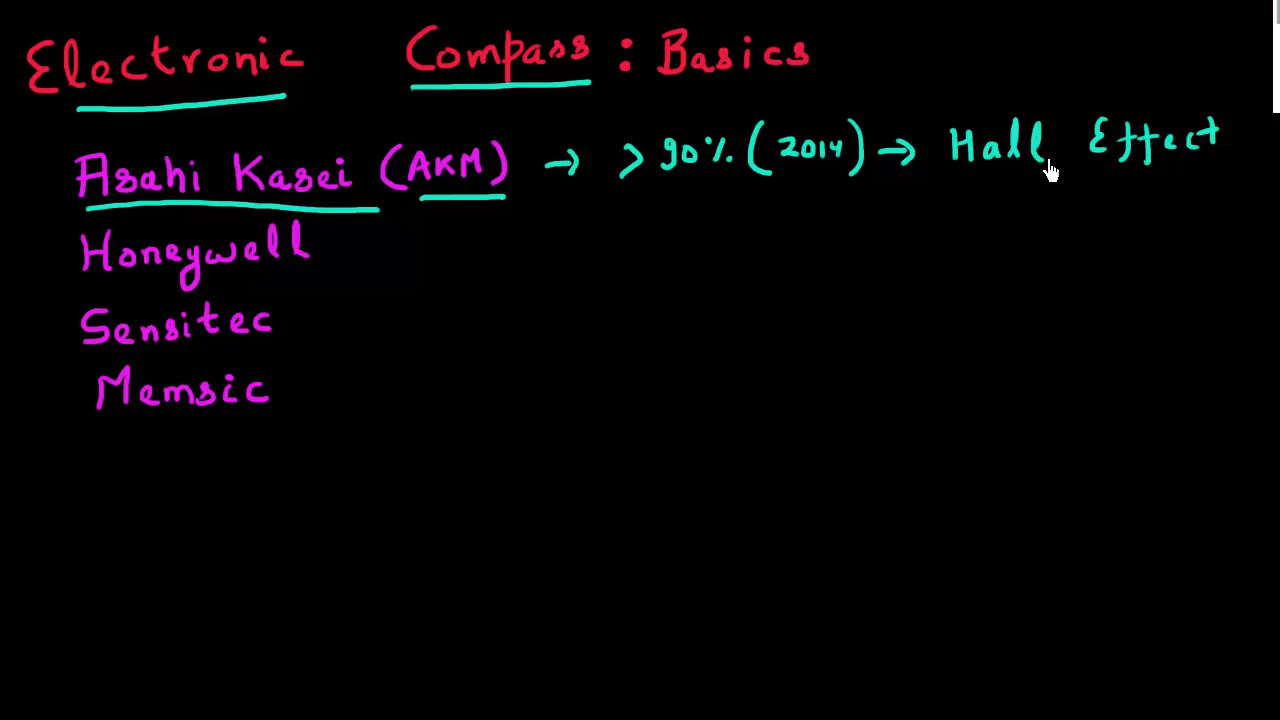 Electronic Compass : Basics
Asahi Kasei (AKM) → > 90% (2014) → Hall Effect
Honeywell
Sensitec
Memsic